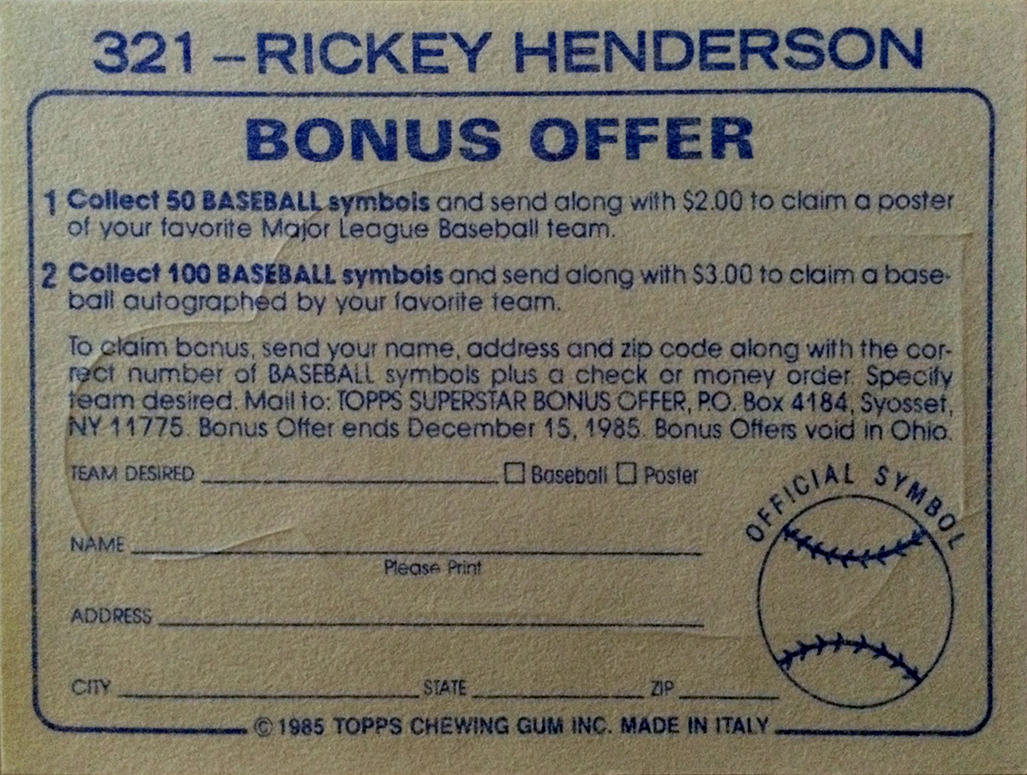 321 – RICKEY HENDERSON
BONUS OFFER
1 Collect 50 BASEBALL symbols and send along with $2.00 to claim a poster
of your favorite Major League Baseball team.
2 Collect 100 BASEBALL symbols and send along with $3.00 to claim a base-
ball autographed by your favorite team.
To claim bonus, send your name, address and zip code along with the cor-
rect number of BASEBALL symbols plus a check or money order. Specify
team desired. Mail to: TOPPS SUPERSTAR BONUS OFFER, P.O. Box 4184, Syosset,
NY 11775. Bonus Offer ends December 15, 1985. Bonus Offers void in Ohio.
TEAM DESIRED Baseball Poster
OFFICIAL SYMBOL
NAME
Please Print
ADDRESS
CITY STATE ZIP
© 1985 TOPPS CHEWING GUM INC. MADE IN ITALY